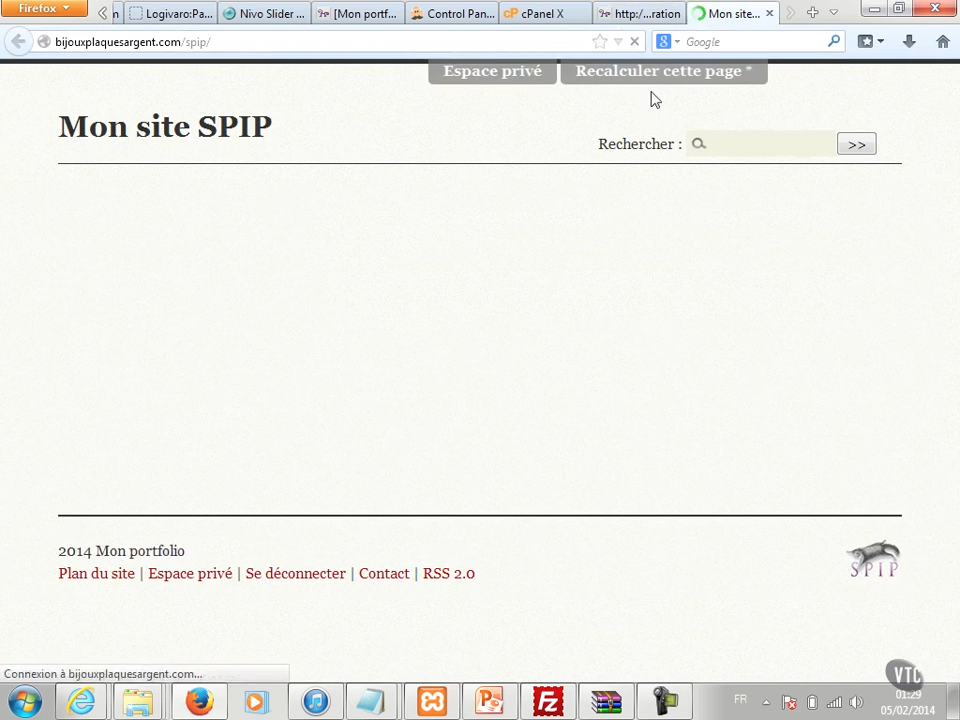 Firefox
Logivaro:Pa...
Nivo Slider ...
[Mon portf...
Control Pan...
cPanel X
http:/...ration
Mon site...
bijouxplaquesargent.com/spip/
Google
Espace privé
Recalculer cette page *
Mon site SPIP
Rechercher :
>>
2014 Mon portfolio
Plan du site | Espace privé | Se déconnecter | Contact | RSS 2.0
SPIP
Connexion à bijouxplaquesargent.com...
VTC
FR
01:29
05/02/2014